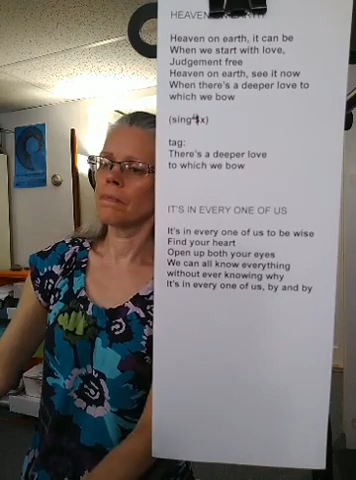 HEAVEN ON EARTH
Heaven on earth, it can be
When we start with love,
Judgement free
Heaven on earth, see it now
When there's a deeper love to
which we bow
(sing 4x)
tag:
There's a deeper love
to which we bow
IT'S IN EVERY ONE OF US
It's in every one of us to be wise
Find your heart
Open up both your eyes
We can all know everything
without ever knowing why
It's in every one of us, by and by